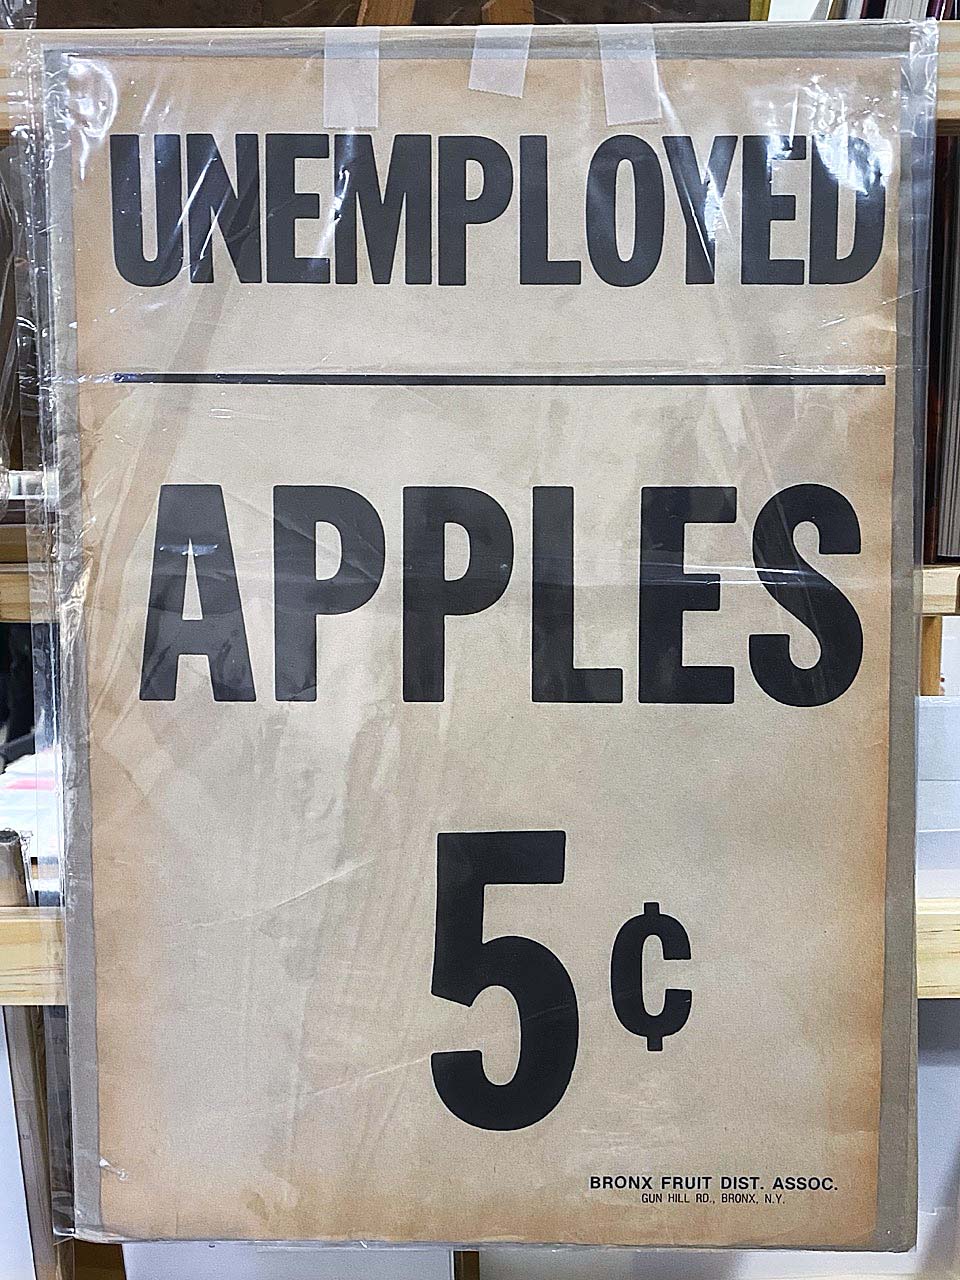 UNEMPLOYED
APPLES
5¢
BRONX FRUIT DIST. ASSOC.
GUN HILL RD., BRONX, N.Y.